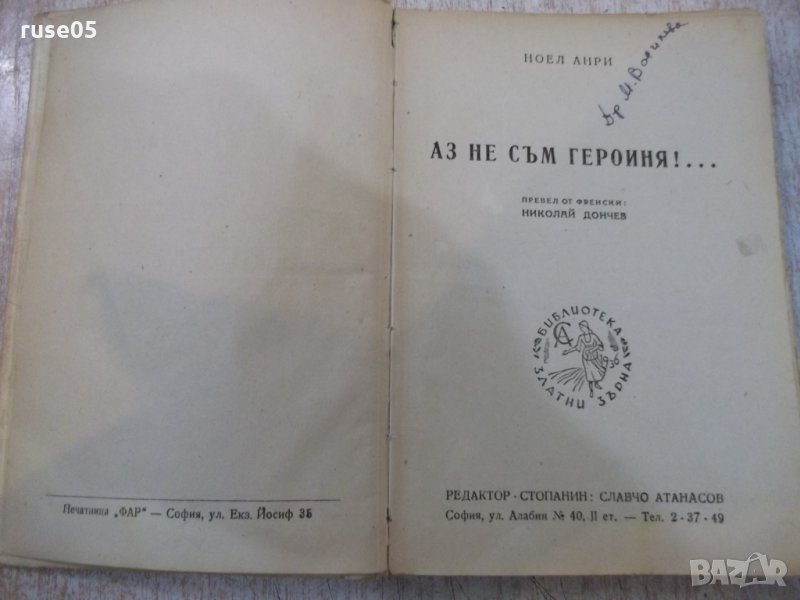 ruse05
Печатница „ФАР“ — София, ул. Екз. Йосиф 35
НОЕЛ АНРИ
АЗ НЕ СЪМ ГЕРОИНЯ!...
ПРЕВЕЛ ОТ ФРЕНСКИ:
НИКОЛАЙ ДОНЧЕВ
БИБЛИОТЕКА
ЗЛАТНИ ЗЪРНА
РЕДАКТОР - СТОПАНИН: СЛАВЧО АТАНАСОВ
София, ул. Алабин № 40, II ет. — Тел. 2-37-49
BAZAR